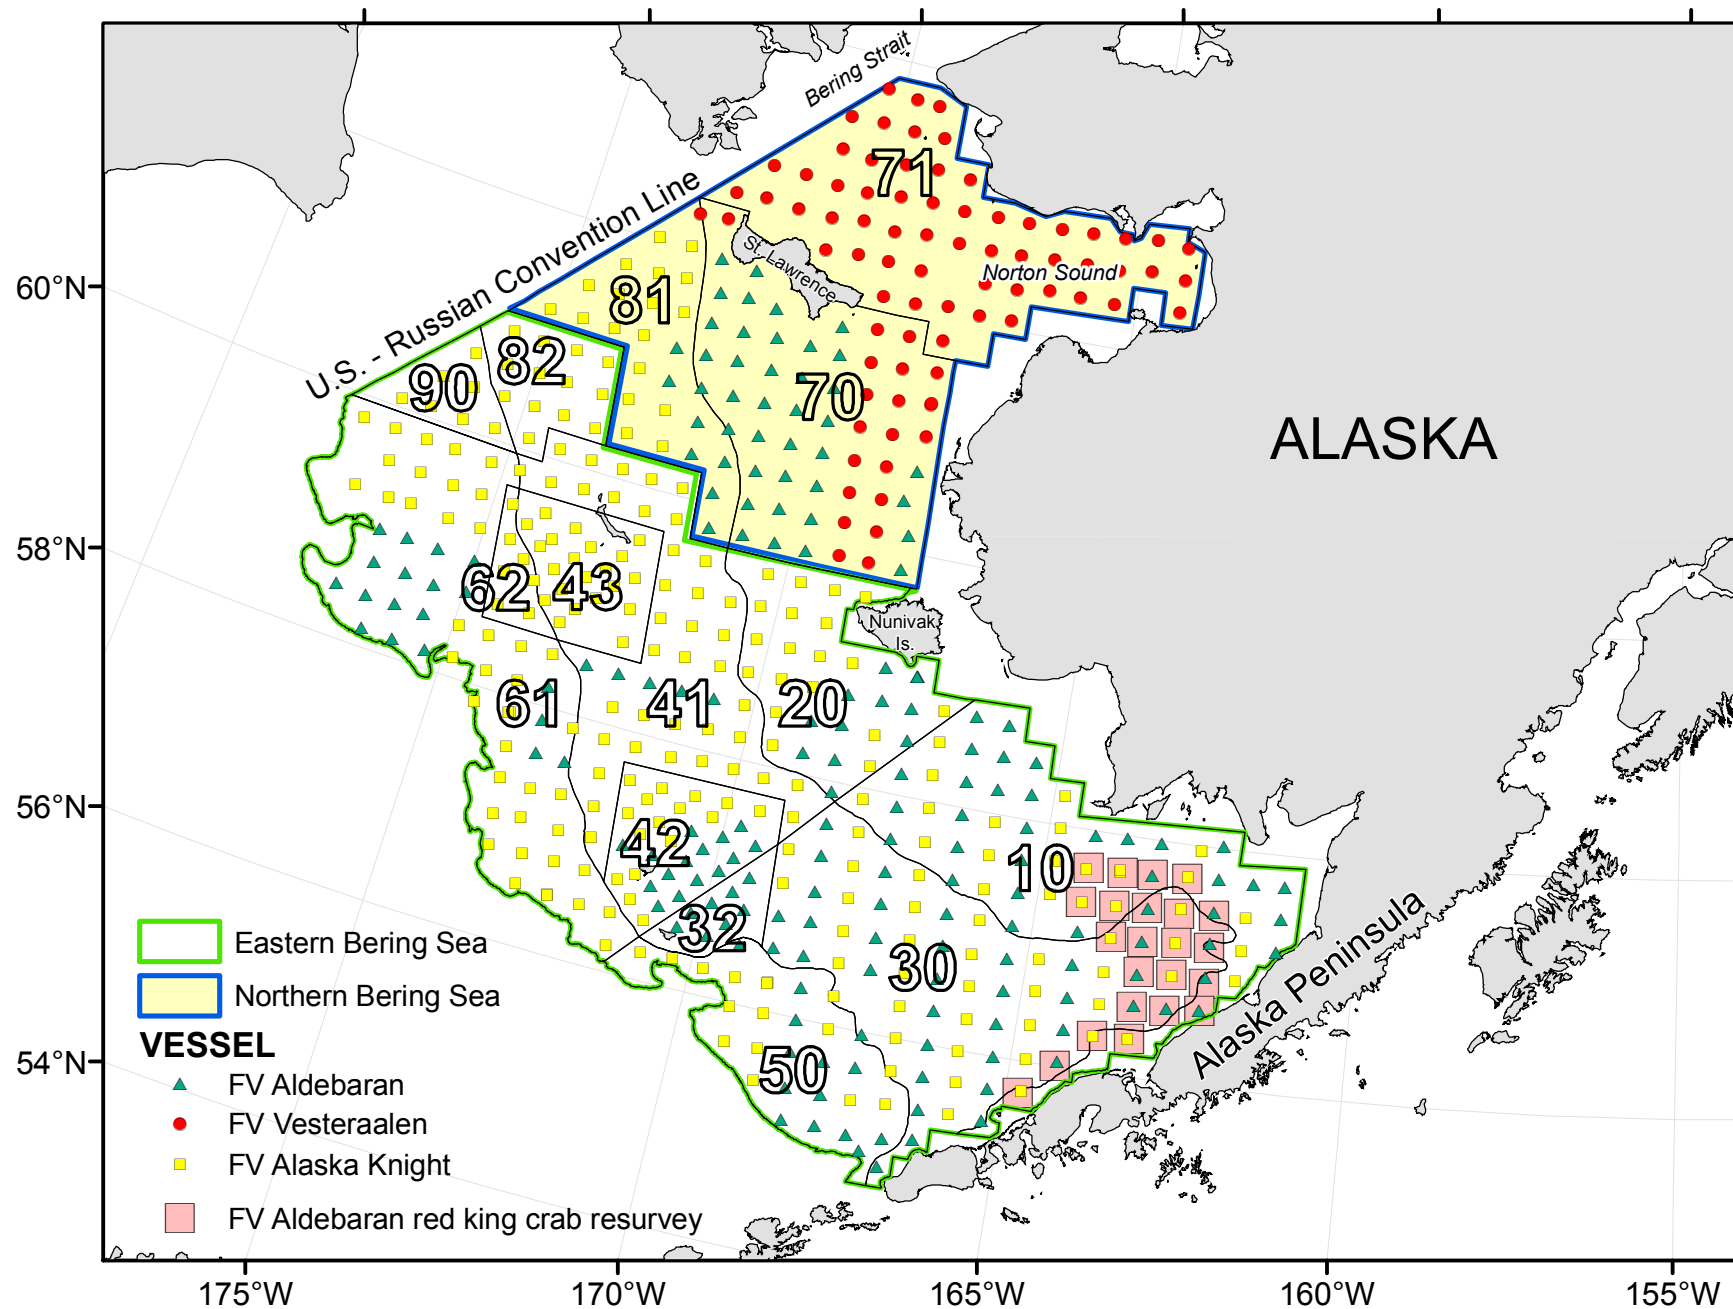 Bering Strait
U.S. - Russian Convention Line
71
St. Lawrence
Norton Sound
60°N
81
82
90
70
ALASKA
58°N
62
43
Nunivak
Is.
61
41
20
56°N
42
10
32
30
Alaska Peninsula
Eastern Bering Sea
Northern Bering Sea
VESSEL
54°N
50
FV Aldebaran
FV Vesteraalen
FV Alaska Knight
FV Aldebaran red king crab resurvey
175°W
170°W
165°W
160°W
155°W